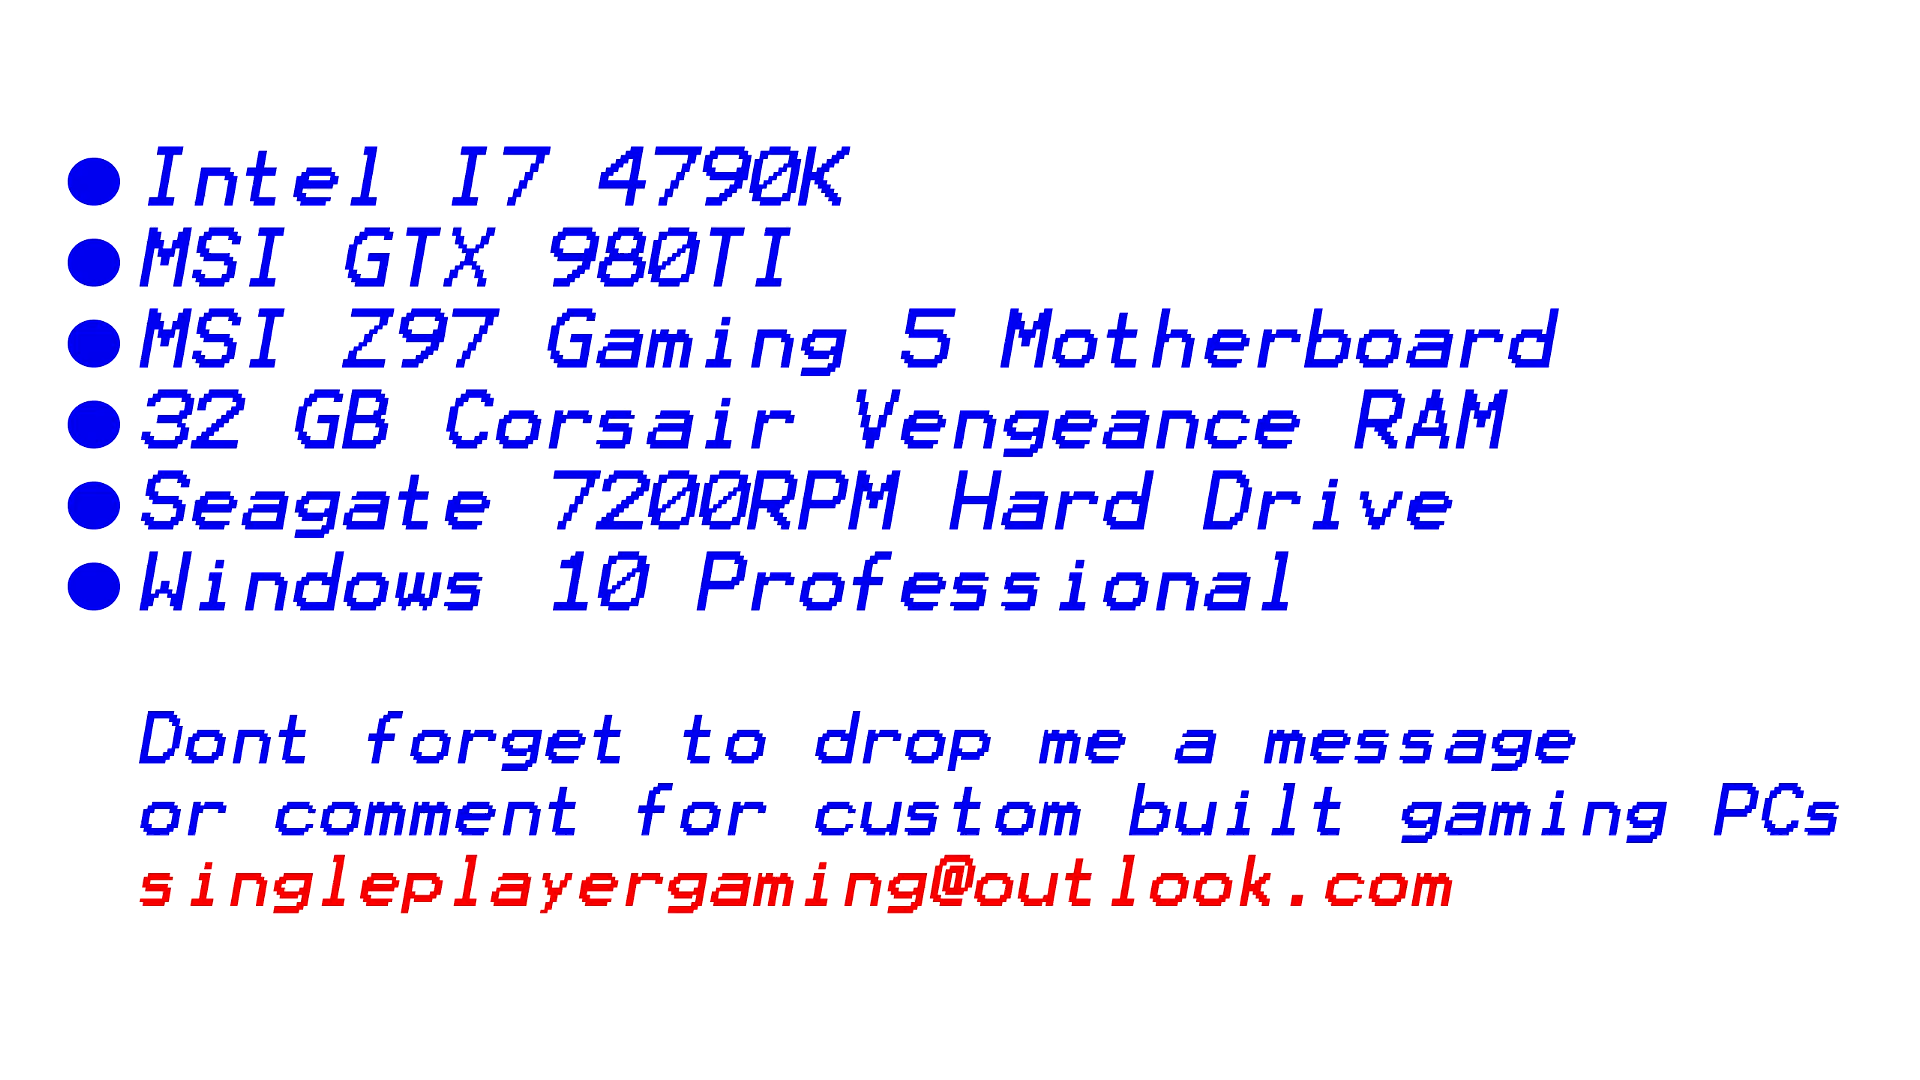 ● Intel I7 4790K
● MSI GTX 980TI
● MSI Z97 Gaming 5 Motherboard
● 32 GB Corsair Vengeance RAM
● Seagate 7200RPM Hard Drive
● Windows 10 Professional
Dont forget to drop me a message
or comment for custom built gaming PCs
singleplayergaming@outlook.com